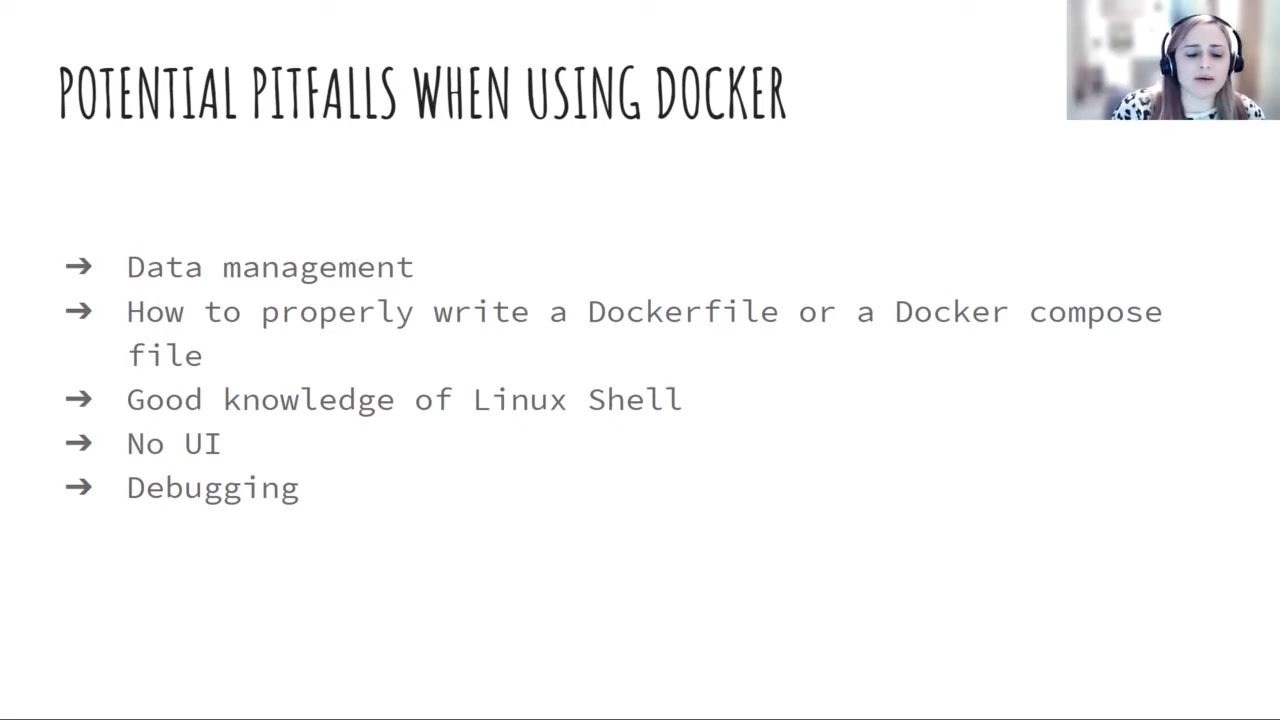 POTENTIAL PITFALLS WHEN USING DOCKER
➔ Data management
➔ How to properly write a Dockerfile or a Docker compose
file
➔ Good knowledge of Linux Shell
➔ No UI
➔ Debugging